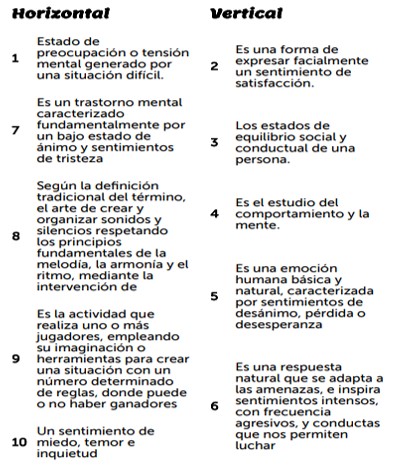 Horizontal
1
Estado de
preocupación o tensión
mental generado por
una situación difícil.
7
Es un trastorno mental
caracterizado
fundamentalmente por
un bajo estado de
ánimo y sentimientos
de tristeza
8
Según la definición
tradicional del término,
el arte de crear y
organizar sonidos y
silencios respetando
los principios
fundamentales de la
melodía, la armonía y el
ritmo, mediante la
intervención de
9
Es la actividad que
realiza uno o más
jugadores, empleando
su imaginación o
herramientas para crear
una situación con un
número determinado
de reglas, donde puede
o no haber ganadores
10
Un sentimiento de
miedo, temor e
inquietud
Vertical
2
Es una forma de
expresar facialmente
un sentimiento de
satisfacción.
3
Los estados de
equilibrio social y
conductual de una
persona.
4
Es el estudio del
comportamiento y la
mente.
5
Es una emoción
humana básica y
natural, caracterizada
por sentimientos de
desánimo, pérdida o
desesperanza
6
Es una respuesta
natural que se adapta a
las amenazas, e inspira
sentimientos intensos,
con frecuencia
agresivos, y conductas
que nos permiten
luchar